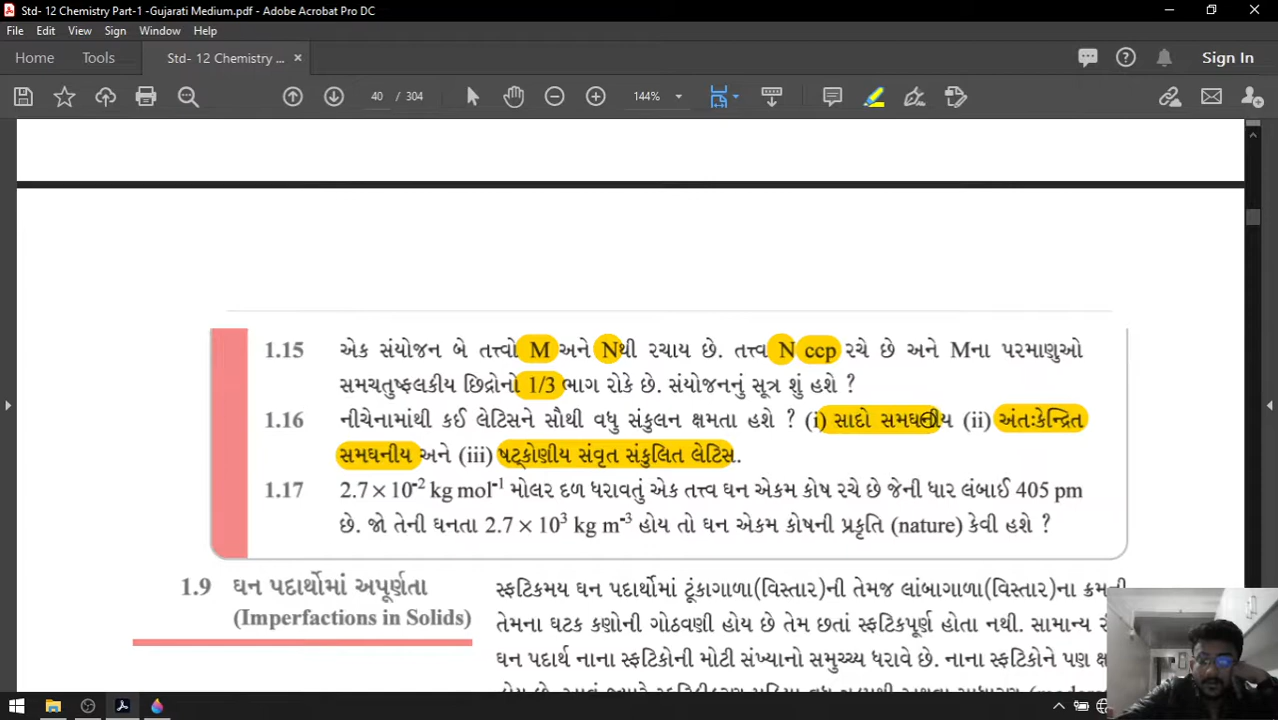 Std- 12 Chemistry Part-1 -Gujarati Medium.pdf - Adobe Acrobat Pro DC
File Edit View Sign Window Help
Home Tools Std- 12 Chemistry ... × Sign In
40 / 304 144%
1.15 એક સંયોજન બે તત્ત્વો M અને Nથી રચાય છે. તત્ત્વ N ccp રચે છે અને Mના પરમાણુઓ
સમચતુષ્ફલકીય છિદ્રોનો 1/3 ભાગ રોકે છે. સંયોજનનું સૂત્ર શું હશે ?
1.16 નીચેનામાંથી કઈ લેટિસને સૌથી વધુ સંકુલન ક્ષમતા હશે ? (i) સાદો સમઘનીય (ii) અંતઃકેન્દ્રિત
સમઘનીય અને (iii) ષટ્કોણીય સંવૃત સંકુલિત લેટિસ.
1.17 2.7 × 10⁻² kg mol⁻¹ મોલર દળ ધરાવતું એક તત્ત્વ ઘન એકમ કોષ રચે છે જેની ધાર લંબાઈ 405 pm
છે. જો તેની ઘનતા 2.7 × 10³ kg m⁻³ હોય તો ઘન એકમ કોષની પ્રકૃતિ (nature) કેવી હશે ?
1.9 ઘન પદાર્થોમાં અપૂર્ણતા
(Imperfactions in Solids)
સ્ફટિકમય ઘન પદાર્થોમાં ટૂંકાગાળા(વિસ્તાર)ની તેમજ લાંબાગાળા(વિસ્તાર)ના ક્રમની
તેમના ઘટક કણોની ગોઠવણી હોય છે તેમ છતાં સ્ફટિકપૂર્ણ હોતા નથી. સામાન્ય
ઘન પદાર્થ નાના સ્ફટિકોની મોટી સંખ્યાનો સમુચ્ચ્ય ધરાવે છે. નાના સ્ફટિકોને પણ